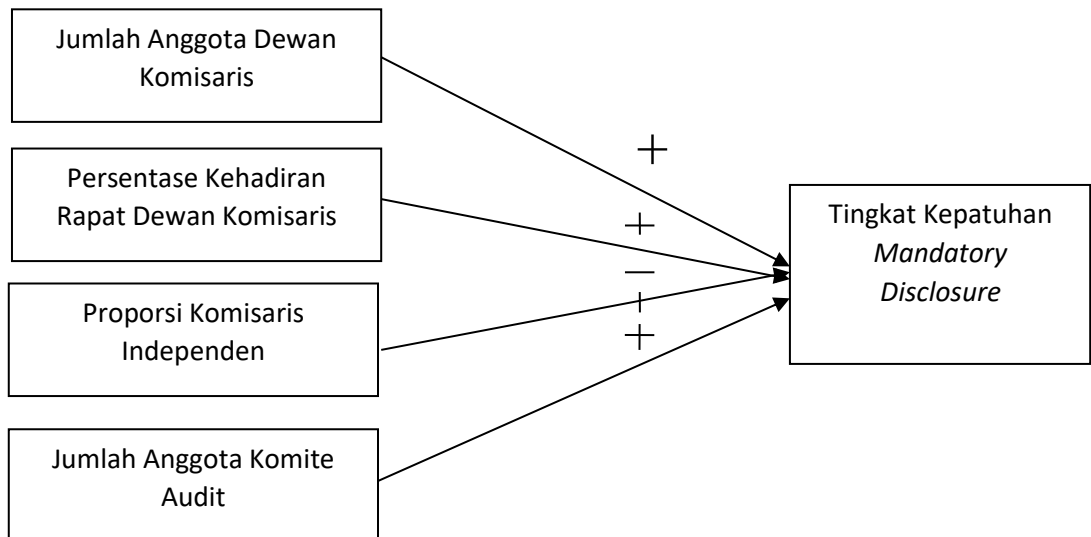 Jumlah Anggota Dewan
Komisaris
+
Persentase Kehadiran
Rapat Dewan Komisaris
+
Tingkat Kepatuhan
Mandatory
Disclosure
−
+
+
Proporsi Komisaris
Independen
Jumlah Anggota Komite
Audit